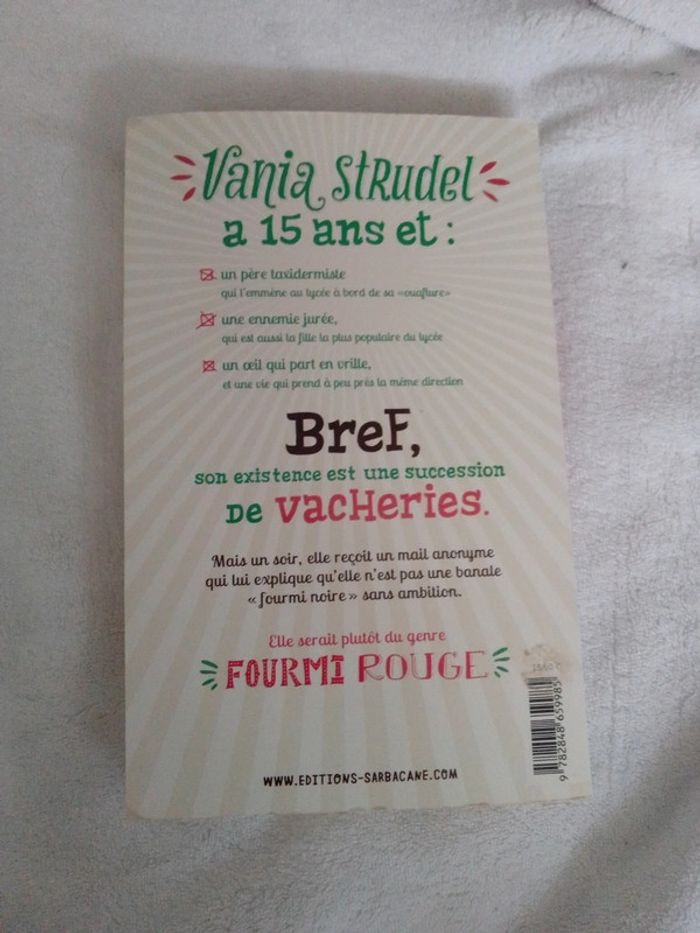 Vania Strudel
a 15 ans et :
un père taxidermiste
qui l'emmène au lycée à bord de sa «ouafture»
une ennemie jurée,
qui est aussi la fille la plus populaire du lycée
un œil qui part en vrille,
et une vie qui prend à peu près la même direction
Bref,
son existence est une succession
de vacheries.
Mais un soir, elle reçoit un mail anonyme
qui lui explique qu'elle n'est pas une banale
« fourmi noire » sans ambition.
Elle serait plutôt du genre
FOURMI ROUGE
9 782848 659985
WWW.EDITIONS-SARBACANE.COM